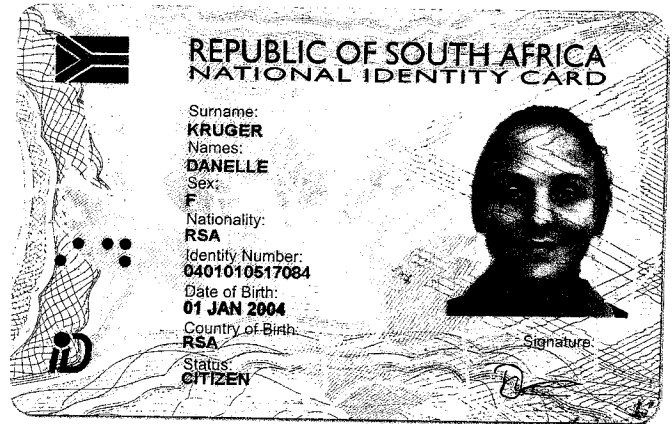 REPUBLIC OF SOUTH AFRICA
NATIONAL IDENTITY CARD
Surname:
KRUGER
Names:
DANELLE
Sex:
F
Nationality:
RSA
Identity Number:
0401010517084
Date of Birth:
01 JAN 2004
Country of Birth:
RSA
Status:
CITIZEN
Signature:
iD